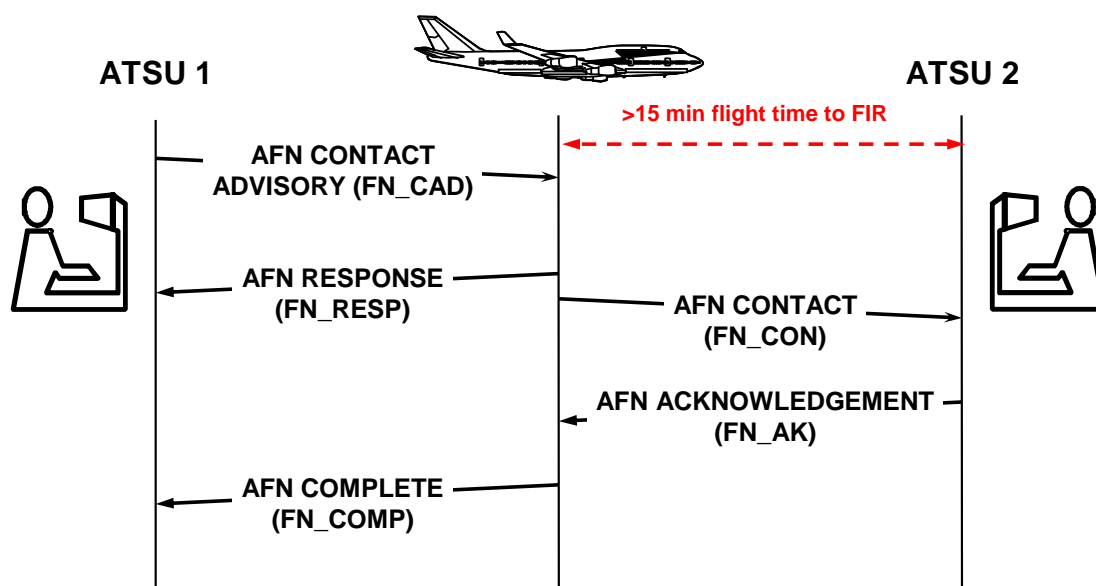 ATSU 1
ATSU 2
>15 min flight time to FIR
AFN CONTACT
ADVISORY (FN_CAD)
AFN RESPONSE
(FN_RESP)
AFN CONTACT
(FN_CON)
AFN ACKNOWLEDGEMENT
(FN_AK)
AFN COMPLETE
(FN_COMP)